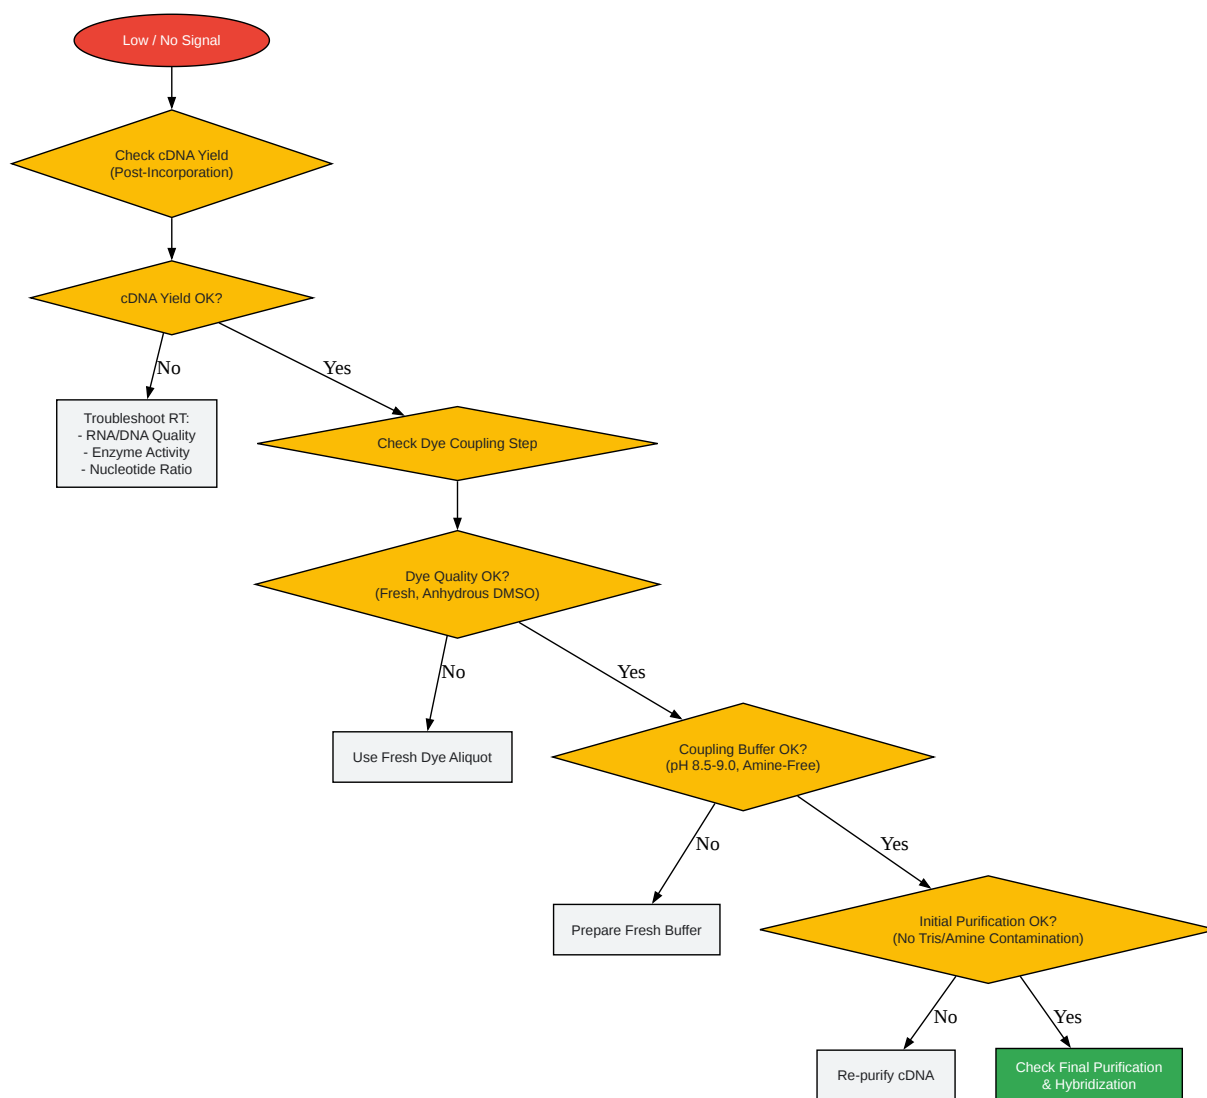 Low / No Signal
Check cDNA Yield
(Post-Incorporation)
cDNA Yield OK?
No
Yes
Troubleshoot RT:
- RNA/DNA Quality
- Enzyme Activity
- Nucleotide Ratio
Check Dye Coupling Step
Dye Quality OK?
(Fresh, Anhydrous DMSO)
No
Yes
Use Fresh Dye Aliquot
Coupling Buffer OK?
(pH 8.5-9.0, Amine-Free)
No
Yes
Prepare Fresh Buffer
Initial Purification OK?
(No Tris/Amine Contamination)
No
Yes
Re-purify cDNA
Check Final Purification
& Hybridization